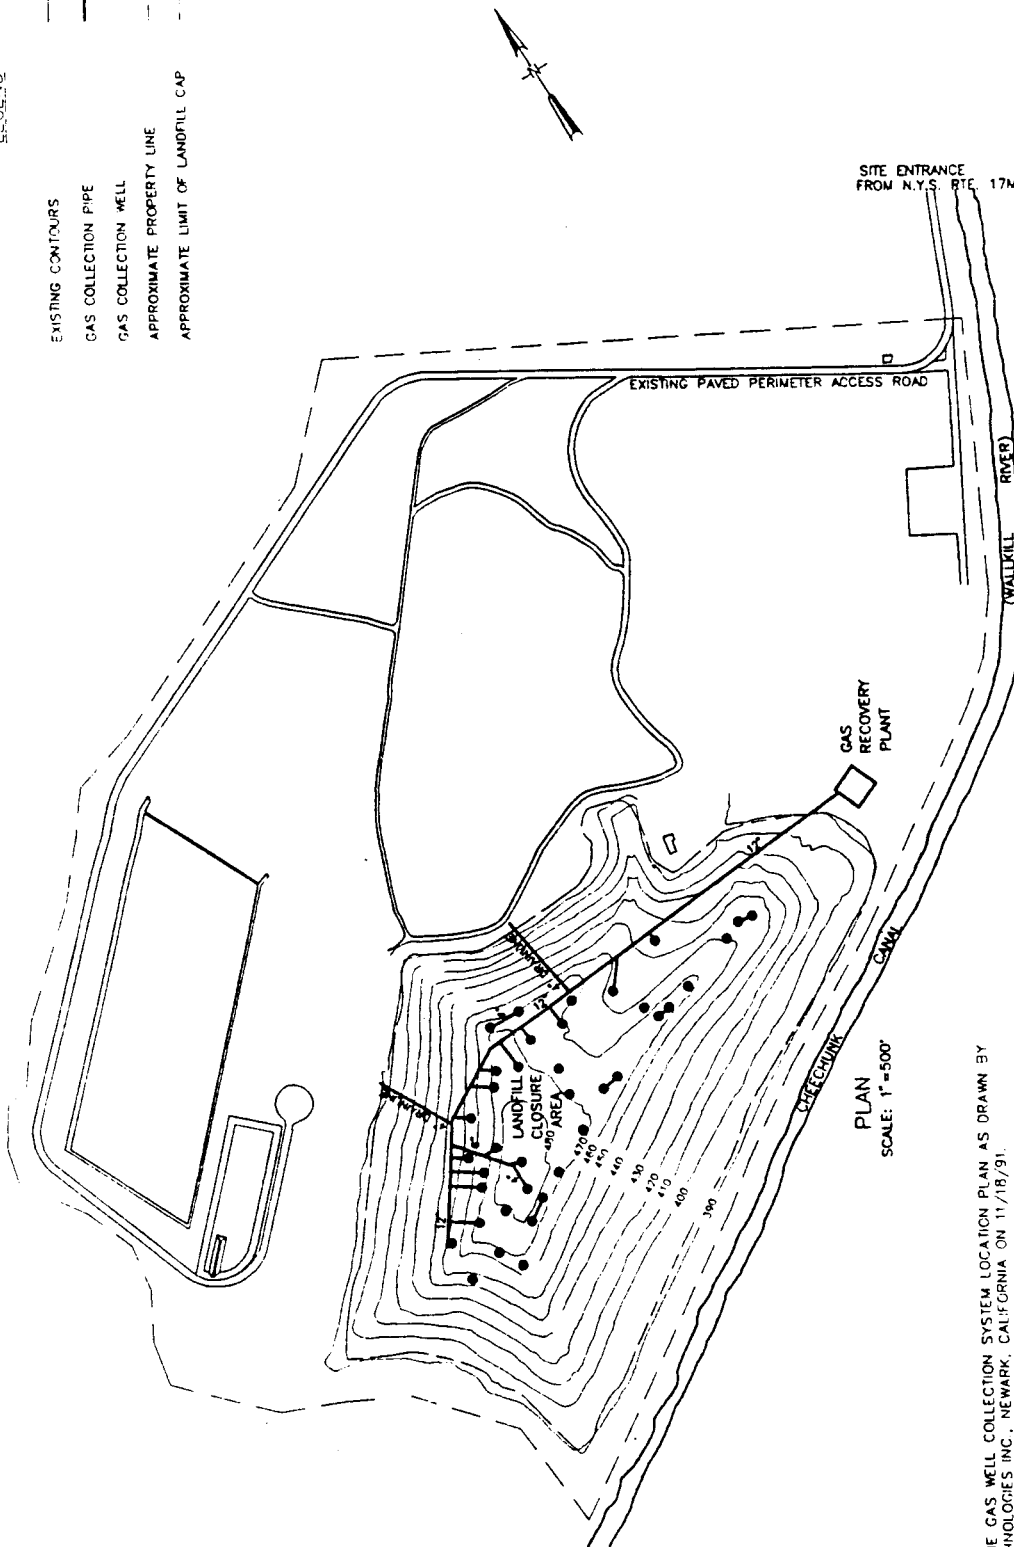 EXISTING CONTOURS
GAS COLLECTION PIPE
GAS COLLECTION WELL
APPROXIMATE PROPERTY LINE
APPROXIMATE LIMIT OF LANDFILL CAP
N
SITE ENTRANCE
FROM N.Y.S. RTE. 17M
EXISTING PAVED PERIMETER ACCESS ROAD
(WALLKILL RIVER)
GAS
RECOVERY
PLANT
12"
12"
LANDFILL
CLOSURE
AREA
480
470
460
450
440
430
420
410
400
390
12"
CHEECHUNK CANAL
PLAN
SCALE: 1"=500'
GAS WELL COLLECTION SYSTEM LOCATION PLAN AS DRAWN BY
INC., NEWARK, CALIFORNIA ON 11/18/91.